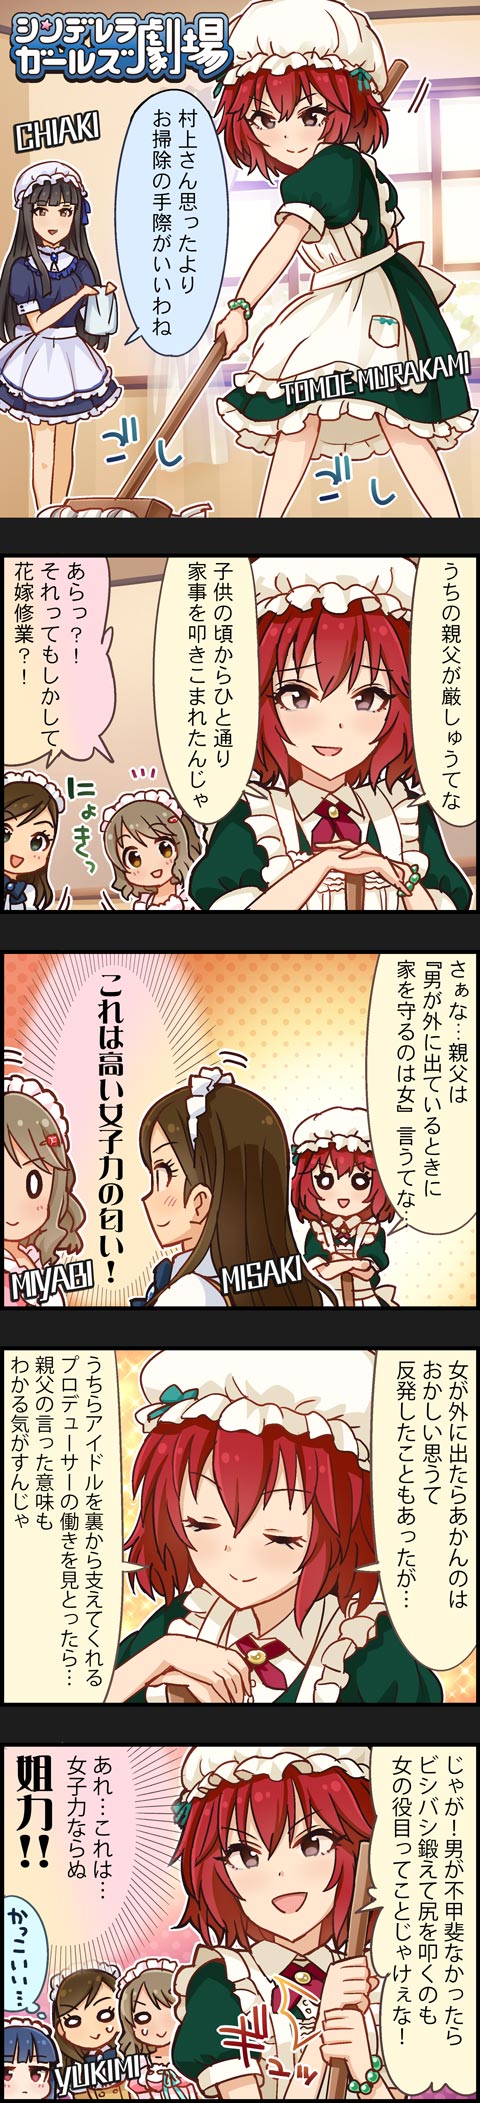 シンデレラ
ガールズ劇場
CHIAKI
村上さん思ったより
お掃除の手際がいいわね
TOMOE MURAKAMI
ゴシ
ゴシ
うちの親父が厳しゅうてな
子供の頃からひと通り
家事を叩きこまれたんじゃ
あらっ?!
それってもしかして
花嫁修業?!
にょきっ
さぁな…親父は
『男が外に出ているときに
家を守るのは女』言うてな…
これは高い女子力の匂い!
MIYABI
MISAKI
女が外に出たらあかんのは
おかしい思うて
反発したこともあったが…
うちらアイドルを裏から支えてくれる
プロデューサーの働きを見とったら…
親父の言った意味も
わかる気がすんじゃ
じゃが!男が不甲斐なかったら
ビシバシ鍛えて尻を叩くのも
女の役目ってことじゃけぇな!
あれ…これは…
女子力ならぬ
姐力!!
かっこいい…
YUKIMI